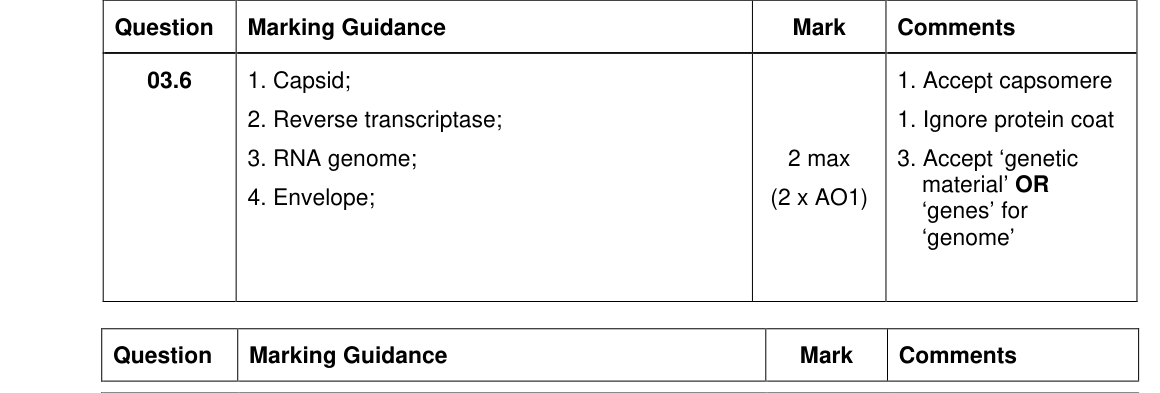 Question Marking Guidance Mark Comments
03.6 1. Capsid; 1. Accept capsomere
2. Reverse transcriptase; 1. Ignore protein coat
3. RNA genome; 2 max 3. Accept ‘genetic
material’ OR
4. Envelope; (2 x AO1)
‘genes’ for
‘genome’
Question Marking Guidance Mark Comments